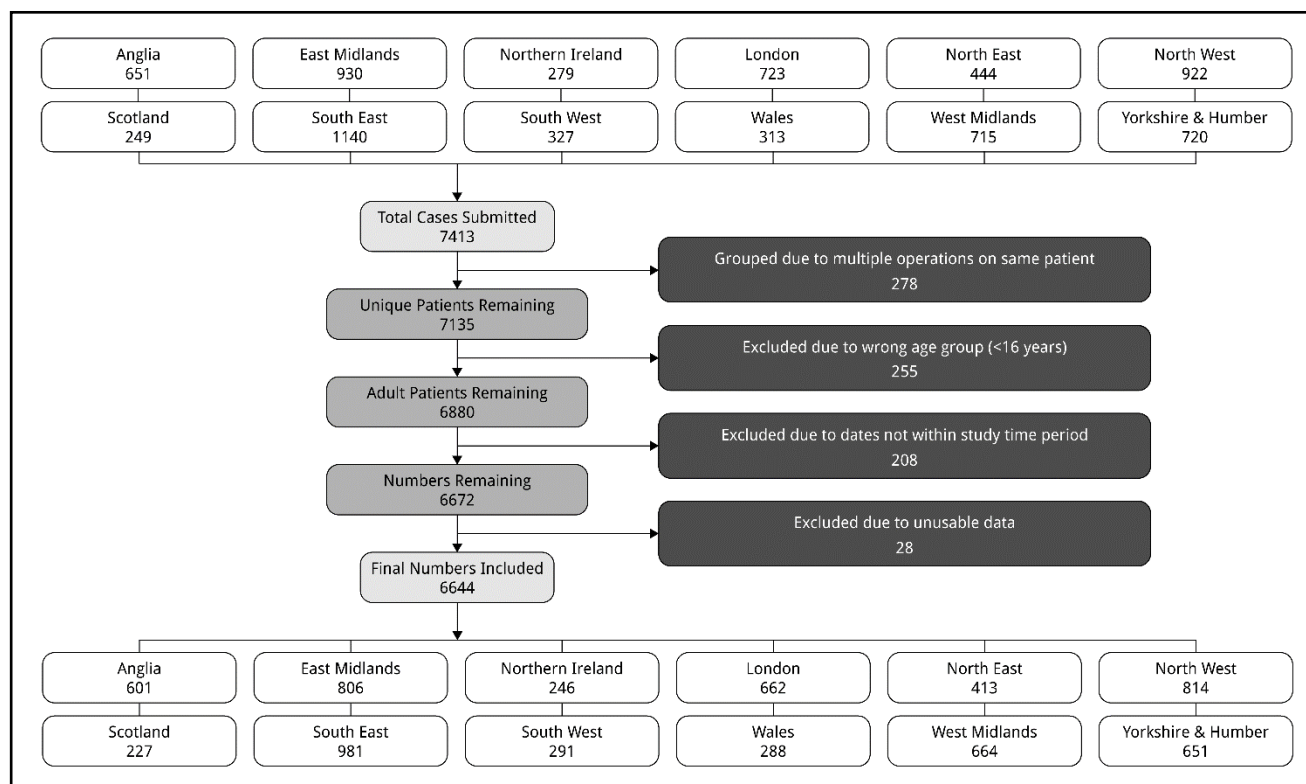 Anglia
651
East Midlands
930
Northern Ireland
279
London
723
North East
444
North West
922
Scotland
249
South East
1140
South West
327
Wales
313
West Midlands
715
Yorkshire & Humber
720
Total Cases Submitted
7413
Grouped due to multiple operations on same patient
278
Unique Patients Remaining
7135
Excluded due to wrong age group (<16 years)
255
Adult Patients Remaining
6880
Excluded due to dates not within study time period
208
Numbers Remaining
6672
Excluded due to unusable data
28
Final Numbers Included
6644
Anglia
601
East Midlands
806
Northern Ireland
246
London
662
North East
413
North West
814
Scotland
227
South East
981
South West
291
Wales
288
West Midlands
664
Yorkshire & Humber
651